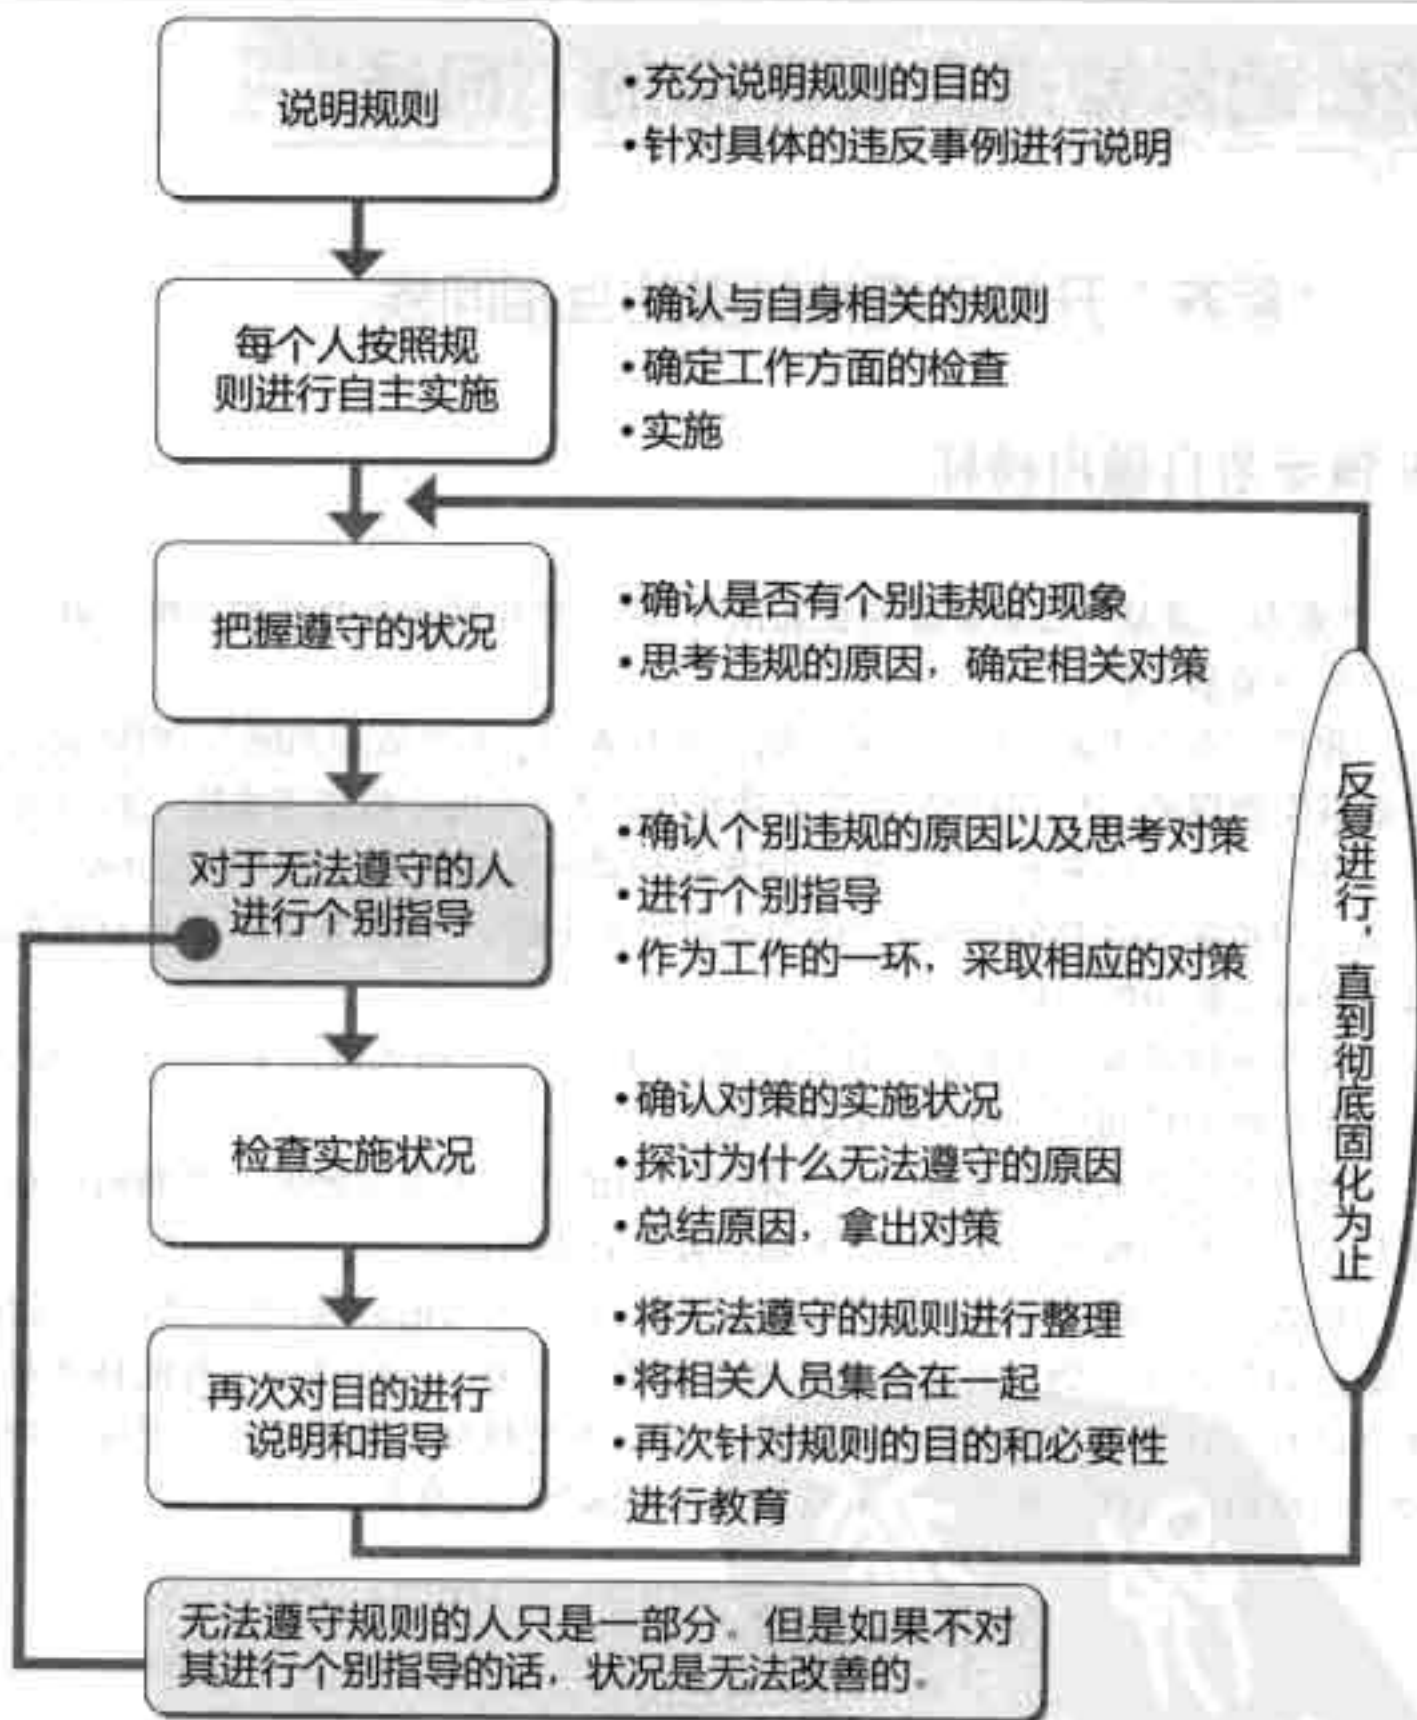 说明规则
•充分说明规则的目的
•针对具体的违反事例进行说明
每个人按照规
则进行自主实施
•确认与自身相关的规则
•确定工作方面的检查
•实施
把握遵守的状况
•确认是否有个别违规的现象
•思考违规的原因，确定相关对策
对于无法遵守的人
进行个别指导
•确认个别违规的原因以及思考对策
•进行个别指导
•作为工作的一环，采取相应的对策
检查实施状况
•确认对策的实施状况
•探讨为什么无法遵守的原因
•总结原因，拿出对策
再次对目的进行
说明和指导
•将无法遵守的规则进行整理
•将相关人员集合在一起
•再次针对规则的目的和必要性
进行教育
反复进行，直到彻底固化为止
无法遵守规则的人只是一部分。但是如果不对
其进行个别指导的话，状况是无法改善的。